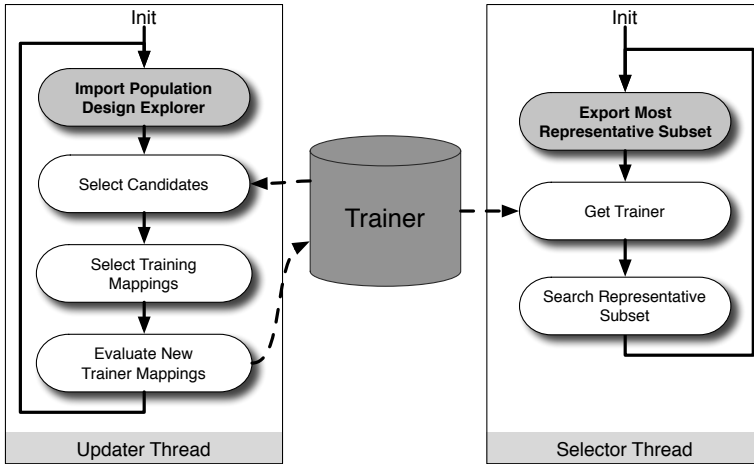 Init
Import Population
Design Explorer
Select Candidates
Select Training
Mappings
Evaluate New
Trainer Mappings
Updater Thread
Trainer
Init
Export Most
Representative Subset
Get Trainer
Search Representative
Subset
Selector Thread